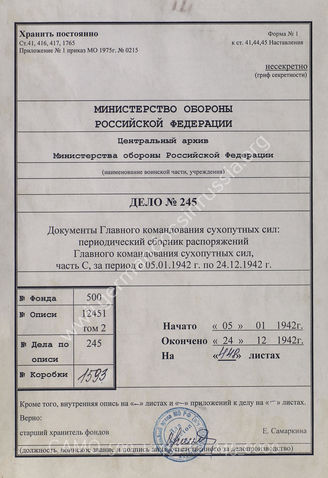 Хранить постоянно
Ст.41, 416, 417, 1765
Приложение № 1 приказ МО 1975г. № 0215
Форма № 1
к ст. 41,44,45 Наставления
несекретно
(гриф секретности)
МИНИСТЕРСТВО ОБОРОНЫ
РОССИЙСКОЙ ФЕДЕРАЦИИ
Центральный архив
Министерства обороны Российской Федерации
(наименование воинской части, учреждения)
ДЕЛО № 245
Документы Главного командования сухопутных сил:
периодический сборник распоряжений
Главного командования сухопутных сил,
часть С, за период с 05.01.1942 г. по 24.12.1942 г.
№ Фонда 500
№ Описи 12451
том 2
№ Дела по описи 245
№ Коробки 1593
Начато « 05 » 01 1942г.
Окончено « 24 » 12 1942г.
На « » листах
Кроме того, внутренняя опись на «–» листах и «–» приложений к делу на «–» листах.
Верно:
старший хранитель фондов
Е. Самаркина
(должность, воинское звание и подпись